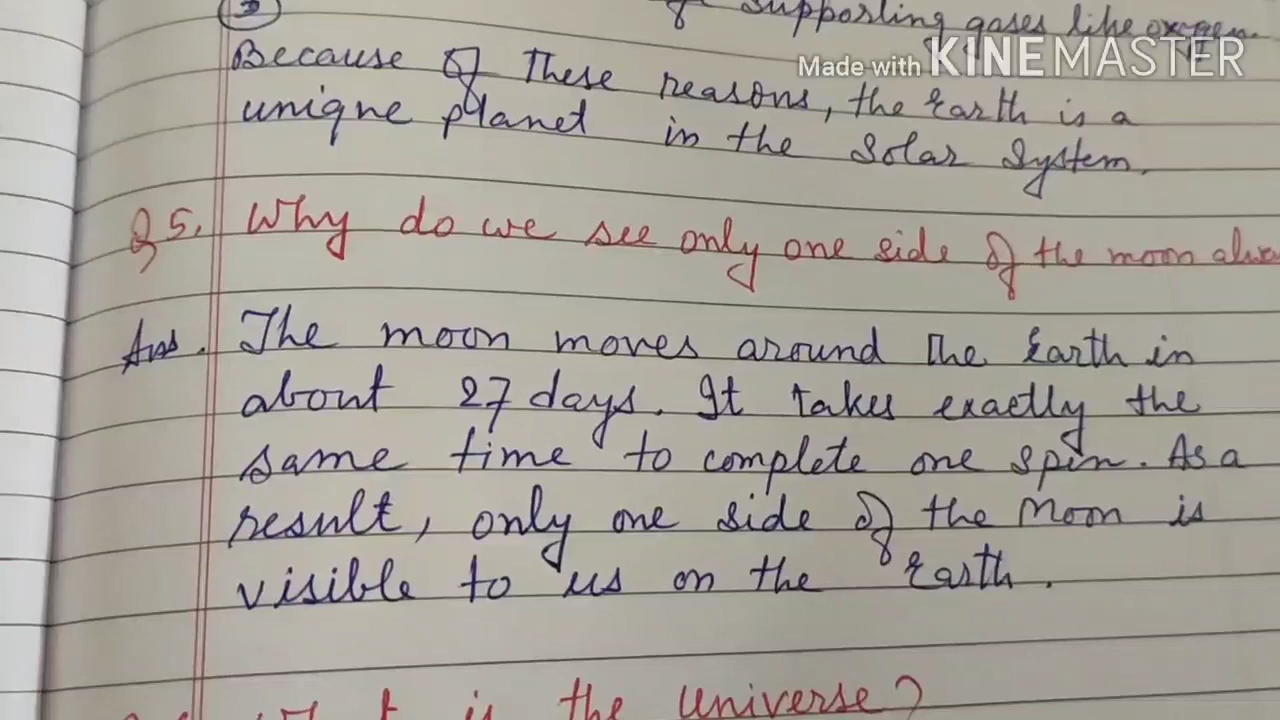 3
of supporting gases like oxygen.
Made with KINEMASTER
Because of These reasons, the Earth is a
unique planet in the Solar System.
Q5. Why do we see only one side of the moon
Ans. The moon moves around The Earth in
about 27 days. It takes exactly the
same time to complete one spin. As a
result, only one side of the Moon is
visible to us on the Earth.
is the universe?